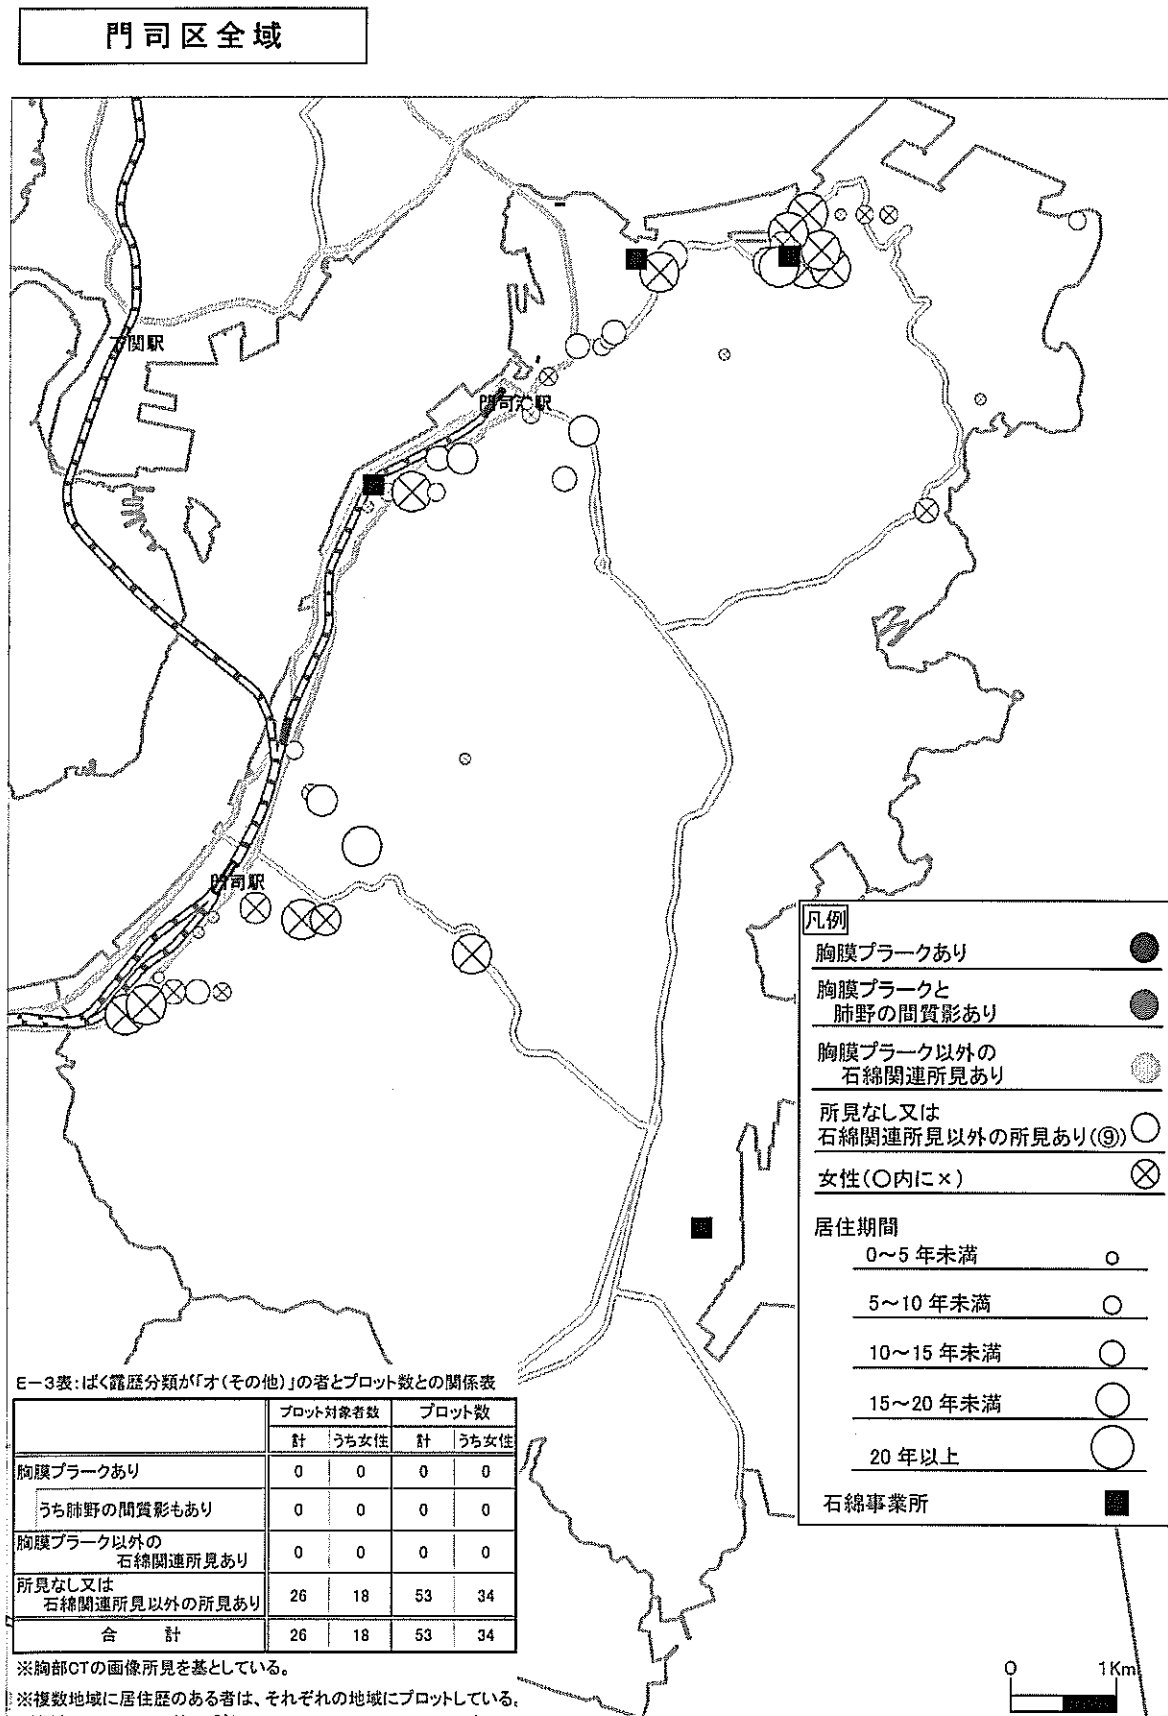 門司区全域
下関駅
門司港駅
門司駅
凡例
胸膜プラークあり
胸膜プラークと
肺野の間質影あり
胸膜プラーク以外の
石綿関連所見あり
所見なし又は
石綿関連所見以外の所見あり(⑨)
女性(〇内に×)
居住期間
0～5年未満
5～10年未満
10～15年未満
15～20年未満
20年以上
石綿事業所
E-3表:ばく露歴分類が「オ(その他)」の者とプロット数との関係表
プロット対象者数 プロット数
計 うち女性 計 うち女性
胸膜プラークあり 0 0 0 0
うち肺野の間質影もあり 0 0 0 0
胸膜プラーク以外の
石綿関連所見あり 0 0 0 0
所見なし又は
石綿関連所見以外の所見あり 26 18 53 34
合計 26 18 53 34
※胸部CTの画像所見を基としている。
※複数地域に居住歴のある者は、それぞれの地域にプロットしている。
0 1Km